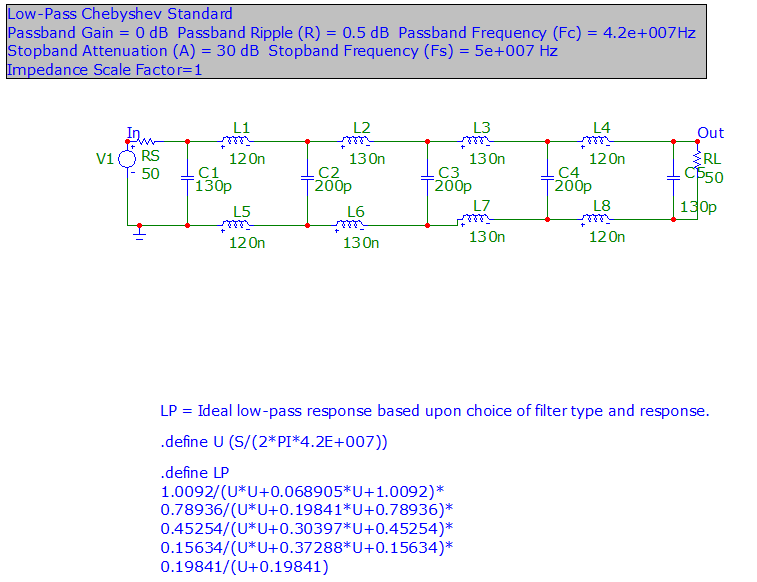 Low-Pass Chebyshev Standard
Passband Gain = 0 dB Passband Ripple (R) = 0.5 dB Passband Frequency (Fc) = 4.2e+007Hz
Stopband Attenuation (A) = 30 dB Stopband Frequency (Fs) = 5e+007 Hz
Impedance Scale Factor=1
In L1 L2 L3 L4 Out
V1 RS 120n 130n 130n 120n RL
50 C1 C2 C3 C4 C5 50
130p 200p 200p 200p 130p
L5 L6 L7 L8
120n 130n 130n 120n
LP = Ideal low-pass response based upon choice of filter type and response.
.define U (S/(2*PI*4.2E+007))
.define LP
1.0092/(U*U+0.068905*U+1.0092)*
0.78936/(U*U+0.19841*U+0.78936)*
0.45254/(U*U+0.30397*U+0.45254)*
0.15634/(U*U+0.37288*U+0.15634)*
0.19841/(U+0.19841)